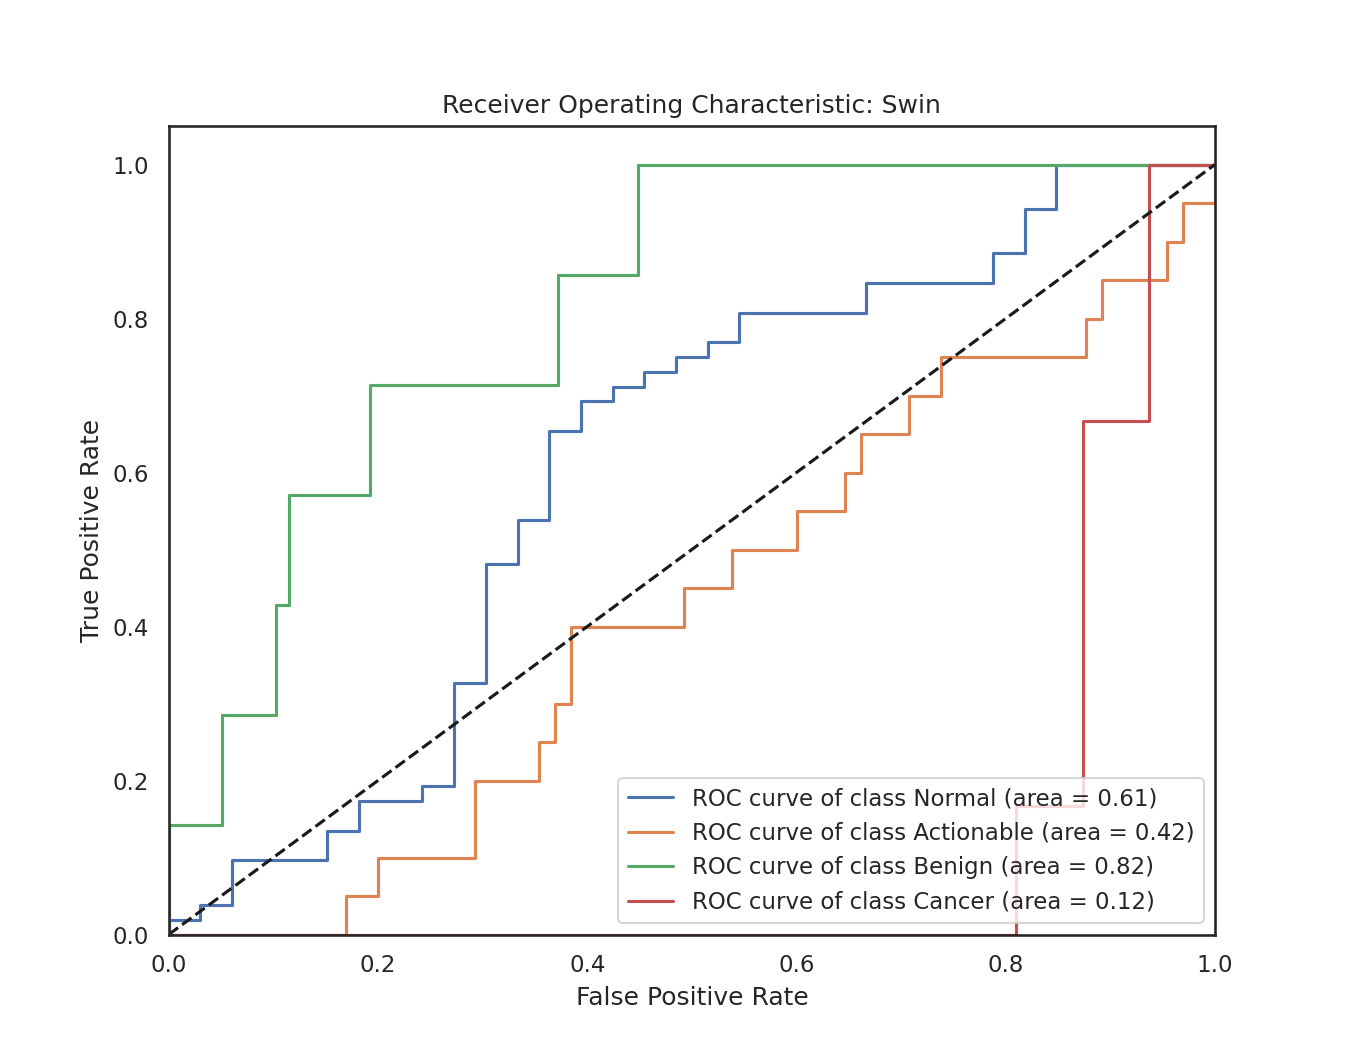 Receiver Operating Characteristic: Swin
1.0
0.8
0.6
0.4
0.2
0.0
True Positive Rate
ROC curve of class Normal (area = 0.61)
ROC curve of class Actionable (area = 0.42)
ROC curve of class Benign (area = 0.82)
ROC curve of class Cancer (area = 0.12)
0.0 0.2 0.4 0.6 0.8 1.0
False Positive Rate